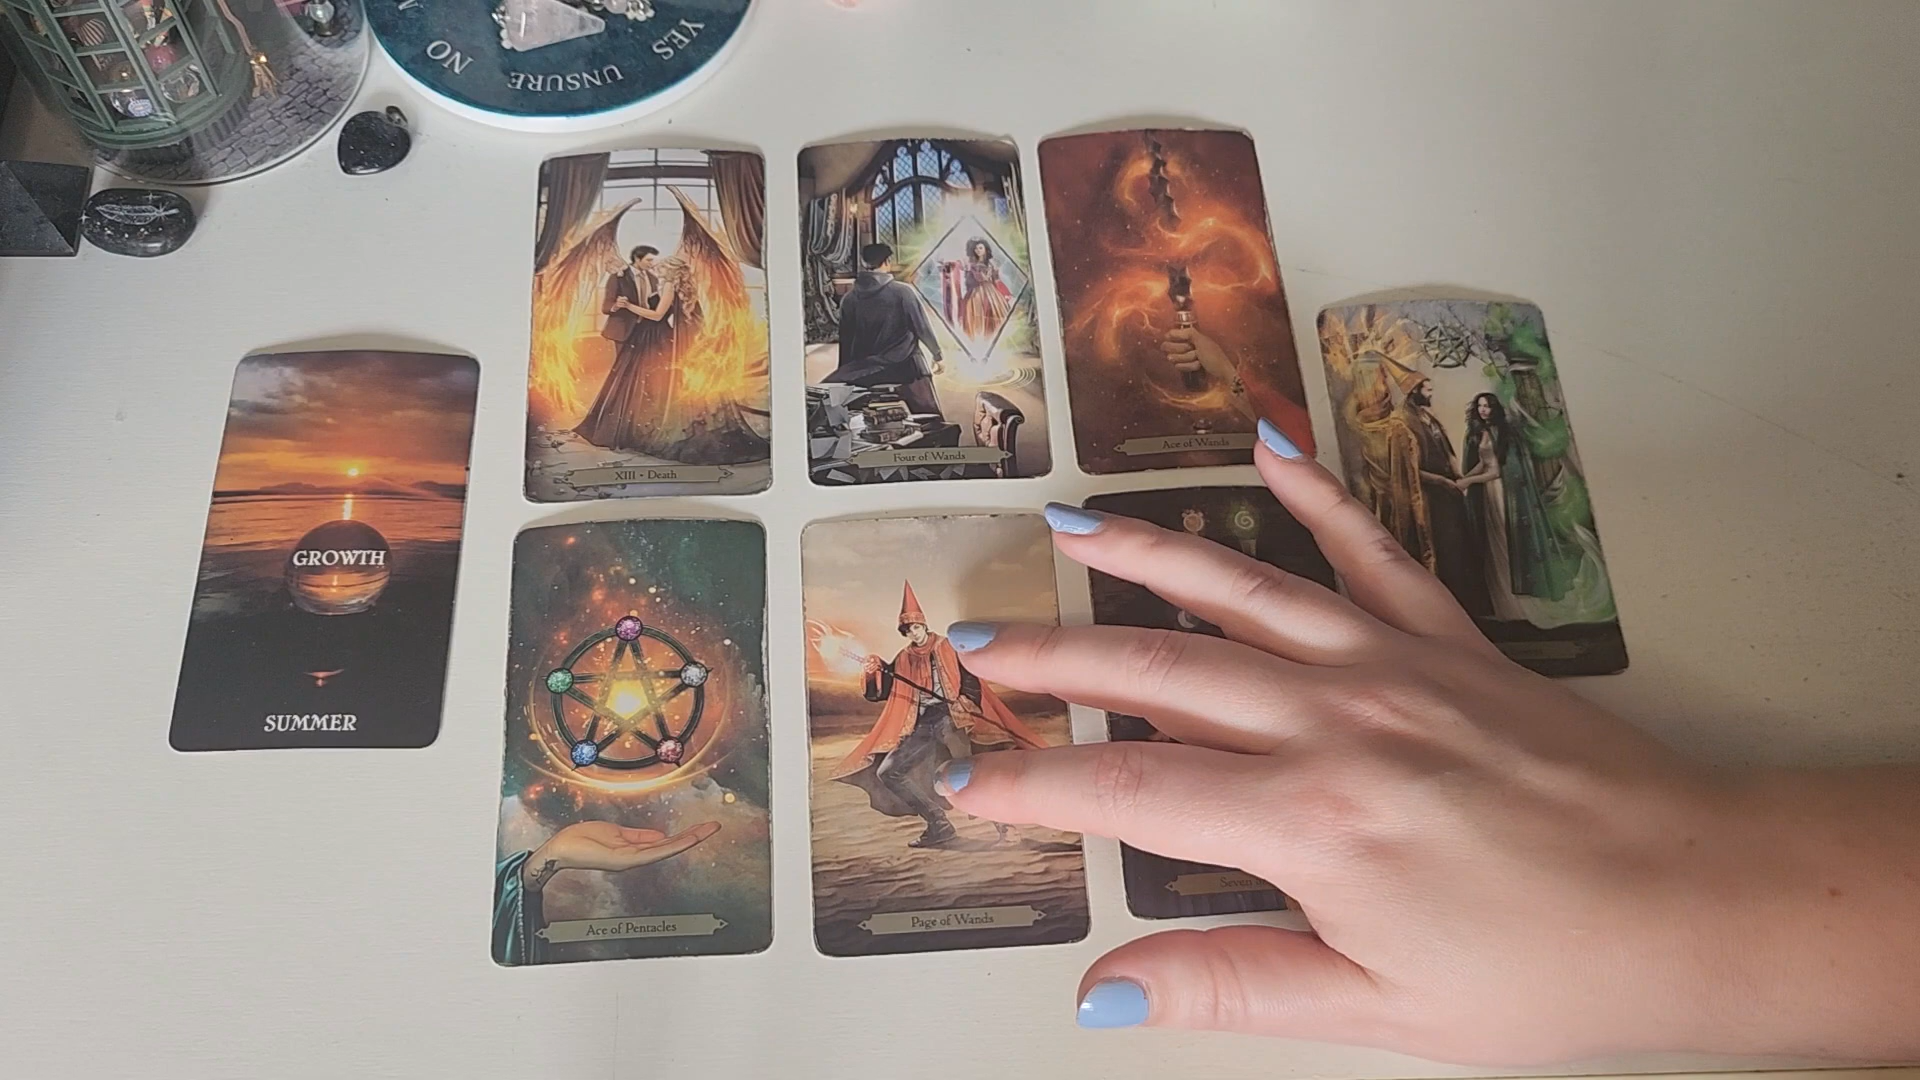 NO
UNSURE
YES
XIII • Death
Four of Wands
Ace of Wands
GROWTH
SUMMER
Ace of Pentacles
Page of Wands
Seven